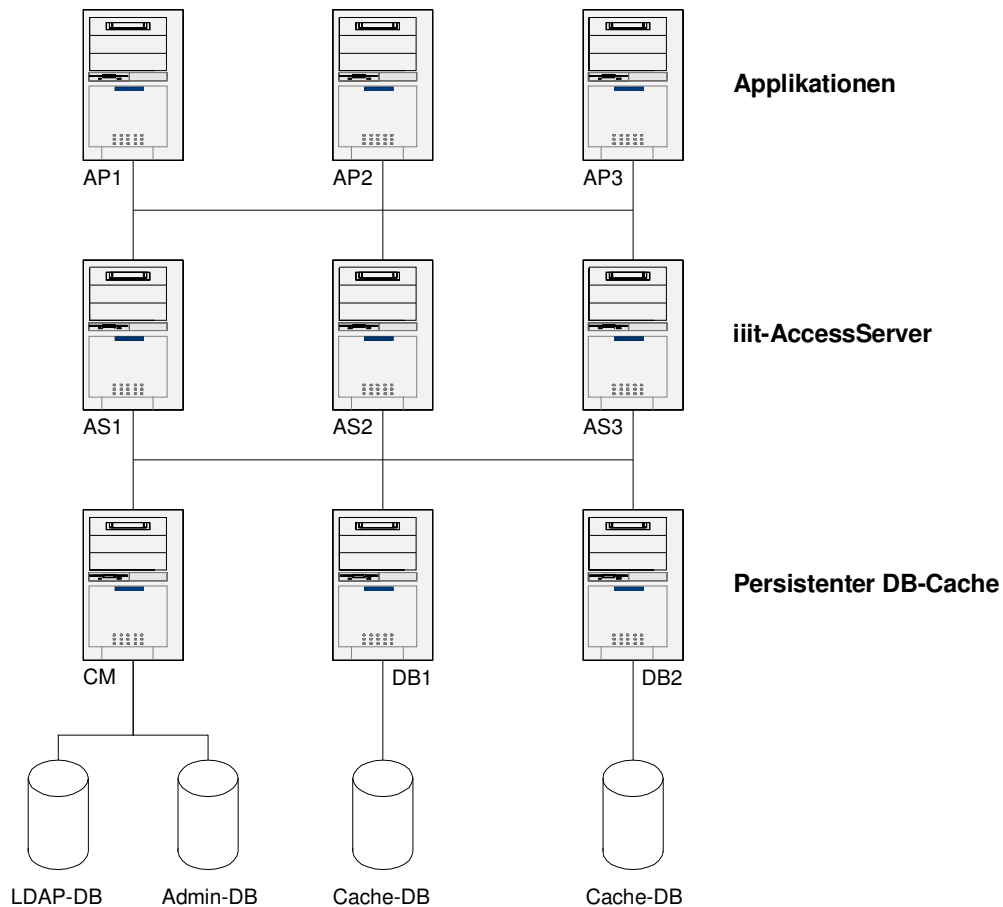 Applikationen
AP1
AP2
AP3
iiit-AccessServer
AS1
AS2
AS3
Persistenter DB-Cache
CM
DB1
DB2
LDAP-DB
Admin-DB
Cache-DB
Cache-DB